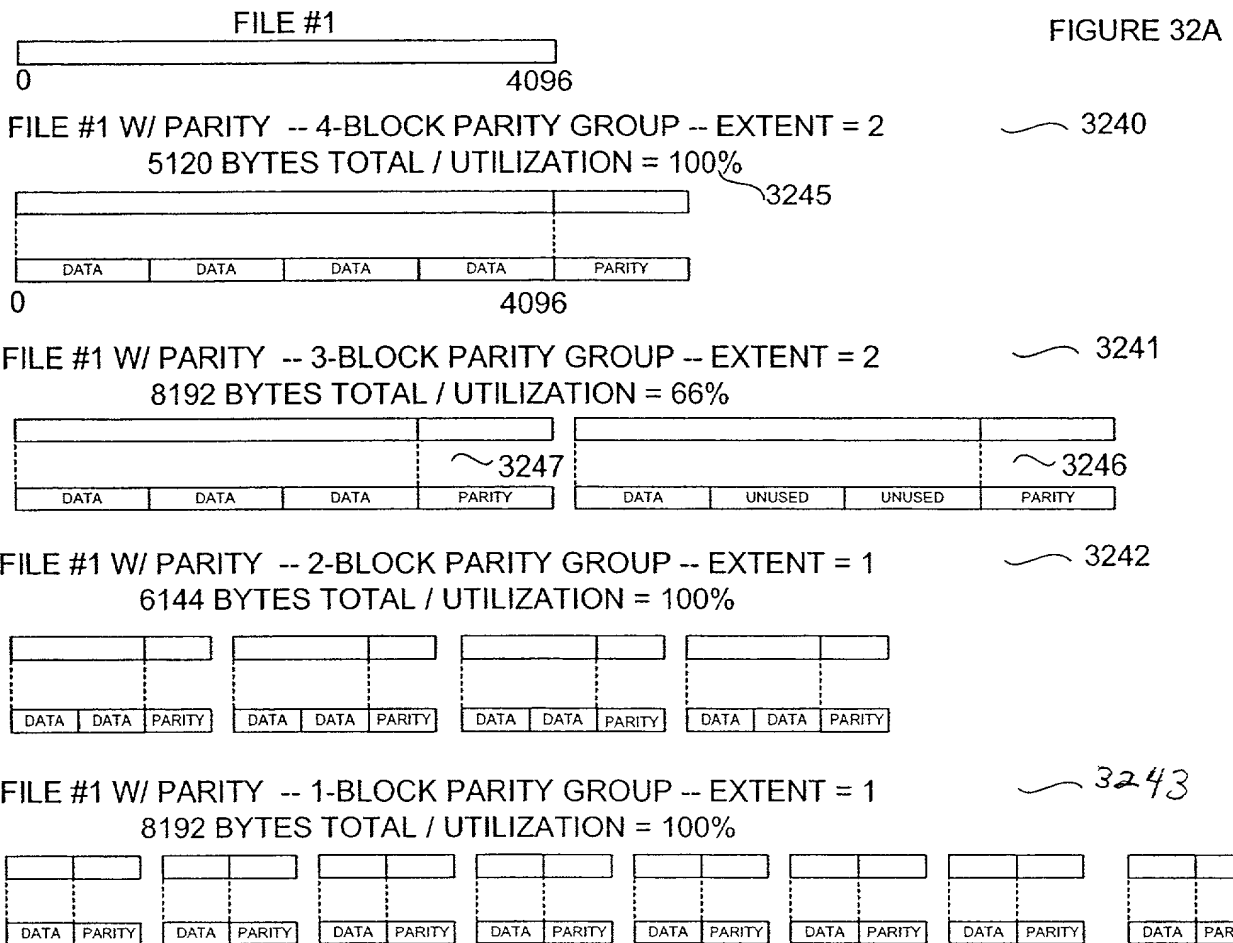 FILE #1
FIGURE 32A
0 4096
FILE #1 W/ PARITY -- 4-BLOCK PARITY GROUP -- EXTENT = 2 3240
5120 BYTES TOTAL / UTILIZATION = 100%
3245
DATA DATA DATA DATA PARITY
0 4096
FILE #1 W/ PARITY -- 3-BLOCK PARITY GROUP -- EXTENT = 2 3241
8192 BYTES TOTAL / UTILIZATION = 66%
3247 3246
DATA DATA DATA PARITY DATA UNUSED UNUSED PARITY
FILE #1 W/ PARITY -- 2-BLOCK PARITY GROUP -- EXTENT = 1 3242
6144 BYTES TOTAL / UTILIZATION = 100%
DATA DATA PARITY DATA DATA PARITY DATA DATA PARITY DATA DATA PARITY
FILE #1 W/ PARITY -- 1-BLOCK PARITY GROUP -- EXTENT = 1 3243
8192 BYTES TOTAL / UTILIZATION = 100%
DATA PARITY DATA PARITY DATA PARITY DATA PARITY DATA PARITY DATA PARITY DATA PARITY DATA PAR